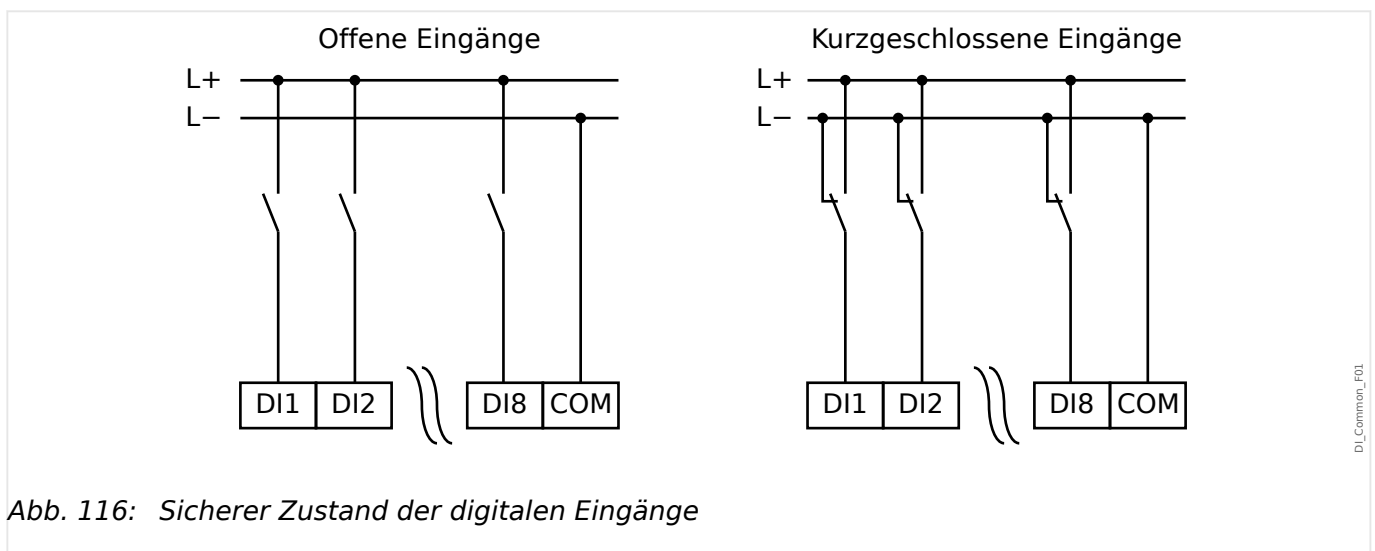 Offene Eingänge
Kurzgeschlossene Eingänge
L+
L−
L+
L−
DI1 DI2 DI8 COM
DI1 DI2 DI8 COM
DI_Common_F01
Abb. 116: Sicherer Zustand der digitalen Eingänge